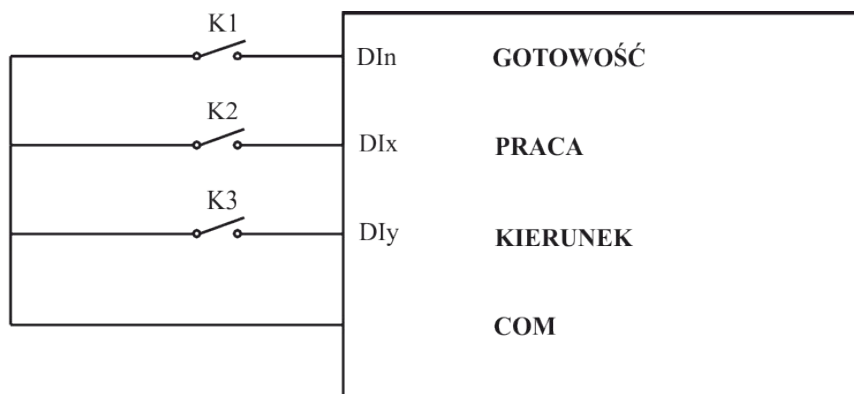 K1
DIn GOTOWOŚĆ
K2
DIx PRACA
K3
DIy KIERUNEK
COM